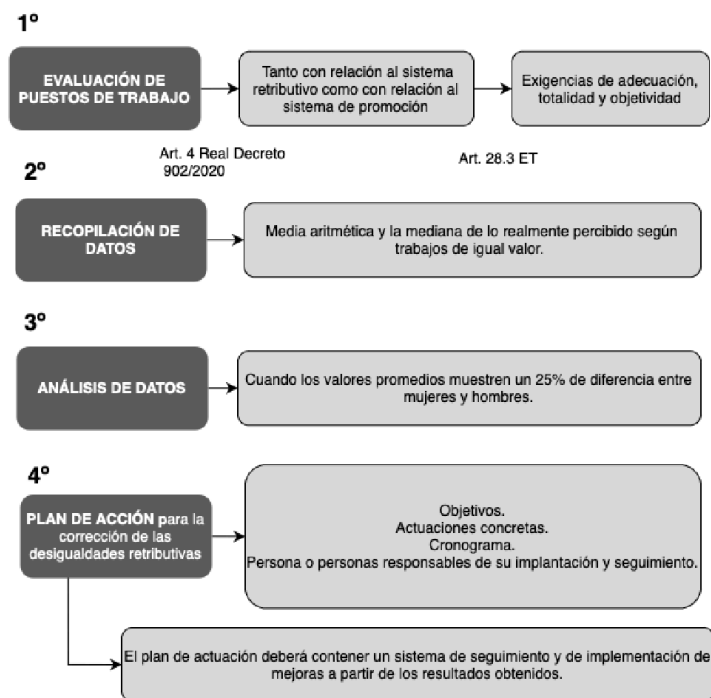 1º
EVALUACIÓN DE
PUESTOS DE TRABAJO
Tanto con relación al sistema
retributivo como con relación al
sistema de promoción
Exigencias de adecuación,
totalidad y objetividad
Art. 4 Real Decreto
902/2020
Art. 28.3 ET
2º
RECOPILACIÓN DE
DATOS
Media aritmética y la mediana de lo realmente percibido según
trabajos de igual valor.
3º
ANÁLISIS DE DATOS
Cuando los valores promedios muestren un 25% de diferencia entre
mujeres y hombres.
4º
PLAN DE ACCIÓN para la
corrección de las
desigualdades retributivas
Objetivos.
Actuaciones concretas.
Cronograma.
Persona o personas responsables de su implantación y seguimiento.
El plan de actuación deberá contener un sistema de seguimiento y de implementación de
mejoras a partir de los resultados obtenidos.